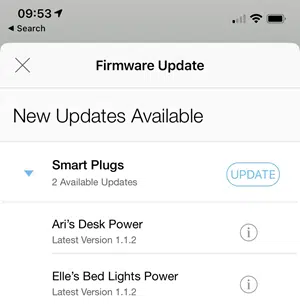 09:53
Search
Firmware Update
New Updates Available
Smart Plugs
2 Available Updates
UPDATE
Ari's Desk Power
Latest Version 1.1.2
Elle's Bed Lights Power
Latest Version 1.1.2